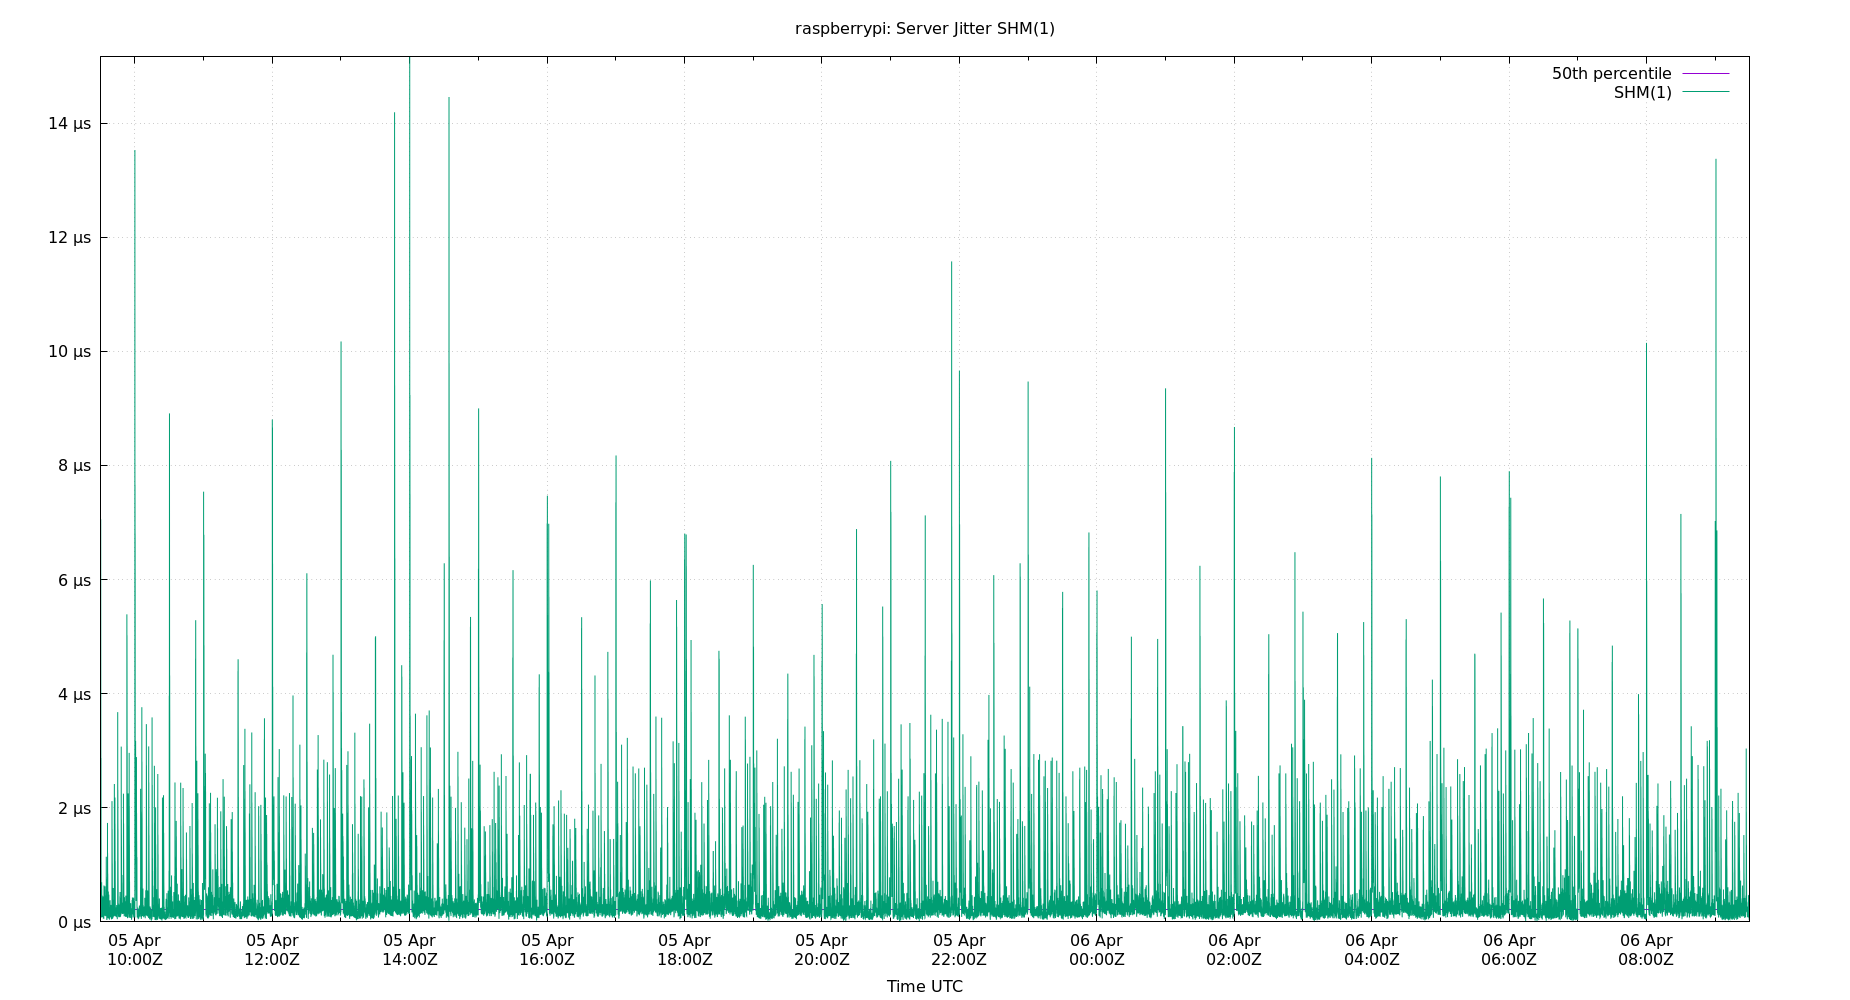 raspberrypi: Server Jitter SHM(1)
50th percentile
SHM(1)
14 µs
12 µs
10 µs
8 µs
6 µs
4 µs
2 µs
0 µs
05 Apr 05 Apr 05 Apr 05 Apr 05 Apr 05 Apr 05 Apr 06 Apr 06 Apr 06 Apr 06 Apr 06 Apr
10:00Z 12:00Z 14:00Z 16:00Z 18:00Z 20:00Z 22:00Z 00:00Z 02:00Z 04:00Z 06:00Z 08:00Z
Time UTC